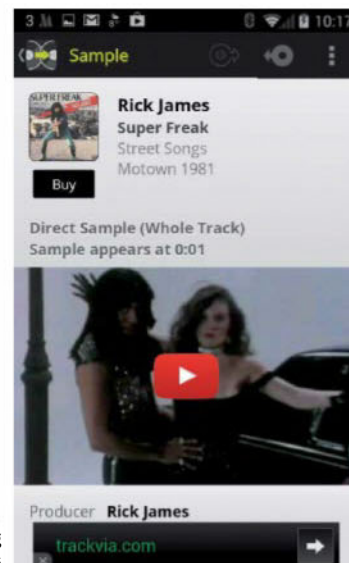 3
10:17
Sample
SUPER FREAK
Rick James
Super Freak
Street Songs
Motown 1981
Buy
Direct Sample (Whole Track)
Sample appears at 0:01
Producer Rick James
trackvia.com